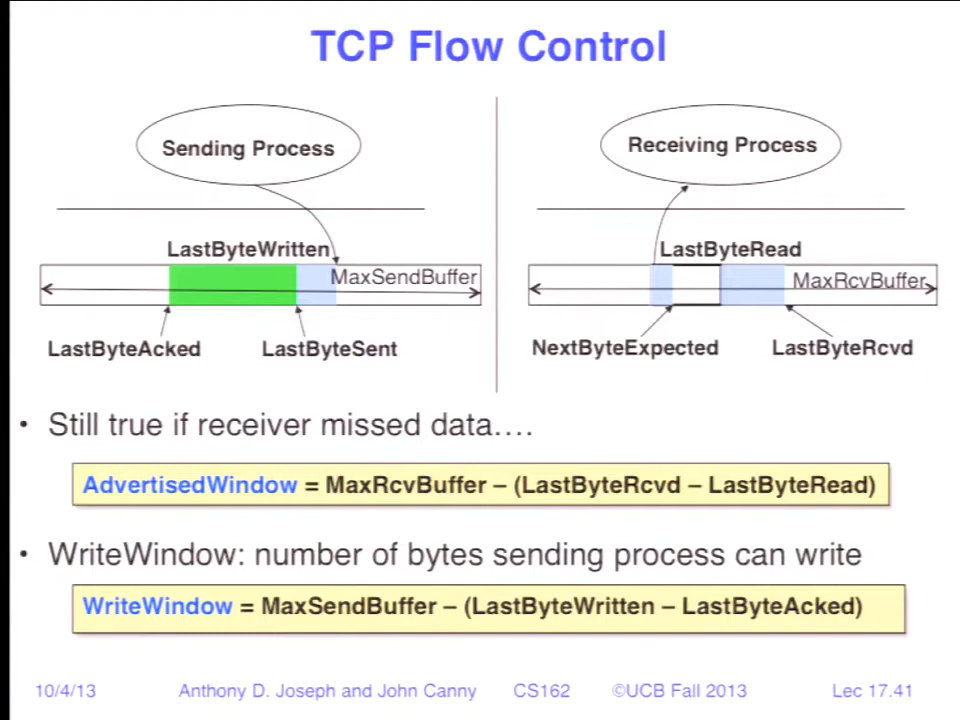 TCP Flow Control
Sending Process
Receiving Process
LastByteWritten
LastByteRead
MaxSendBuffer
MaxRcvBuffer
LastByteAcked
LastByteSent
NextByteExpected
LastByteRcvd
• Still true if receiver missed data….
AdvertisedWindow = MaxRcvBuffer – (LastByteRcvd – LastByteRead)
• WriteWindow: number of bytes sending process can write
WriteWindow = MaxSendBuffer – (LastByteWritten – LastByteAcked)
10/4/13 Anthony D. Joseph and John Canny CS162 ©UCB Fall 2013 Lec 17.41